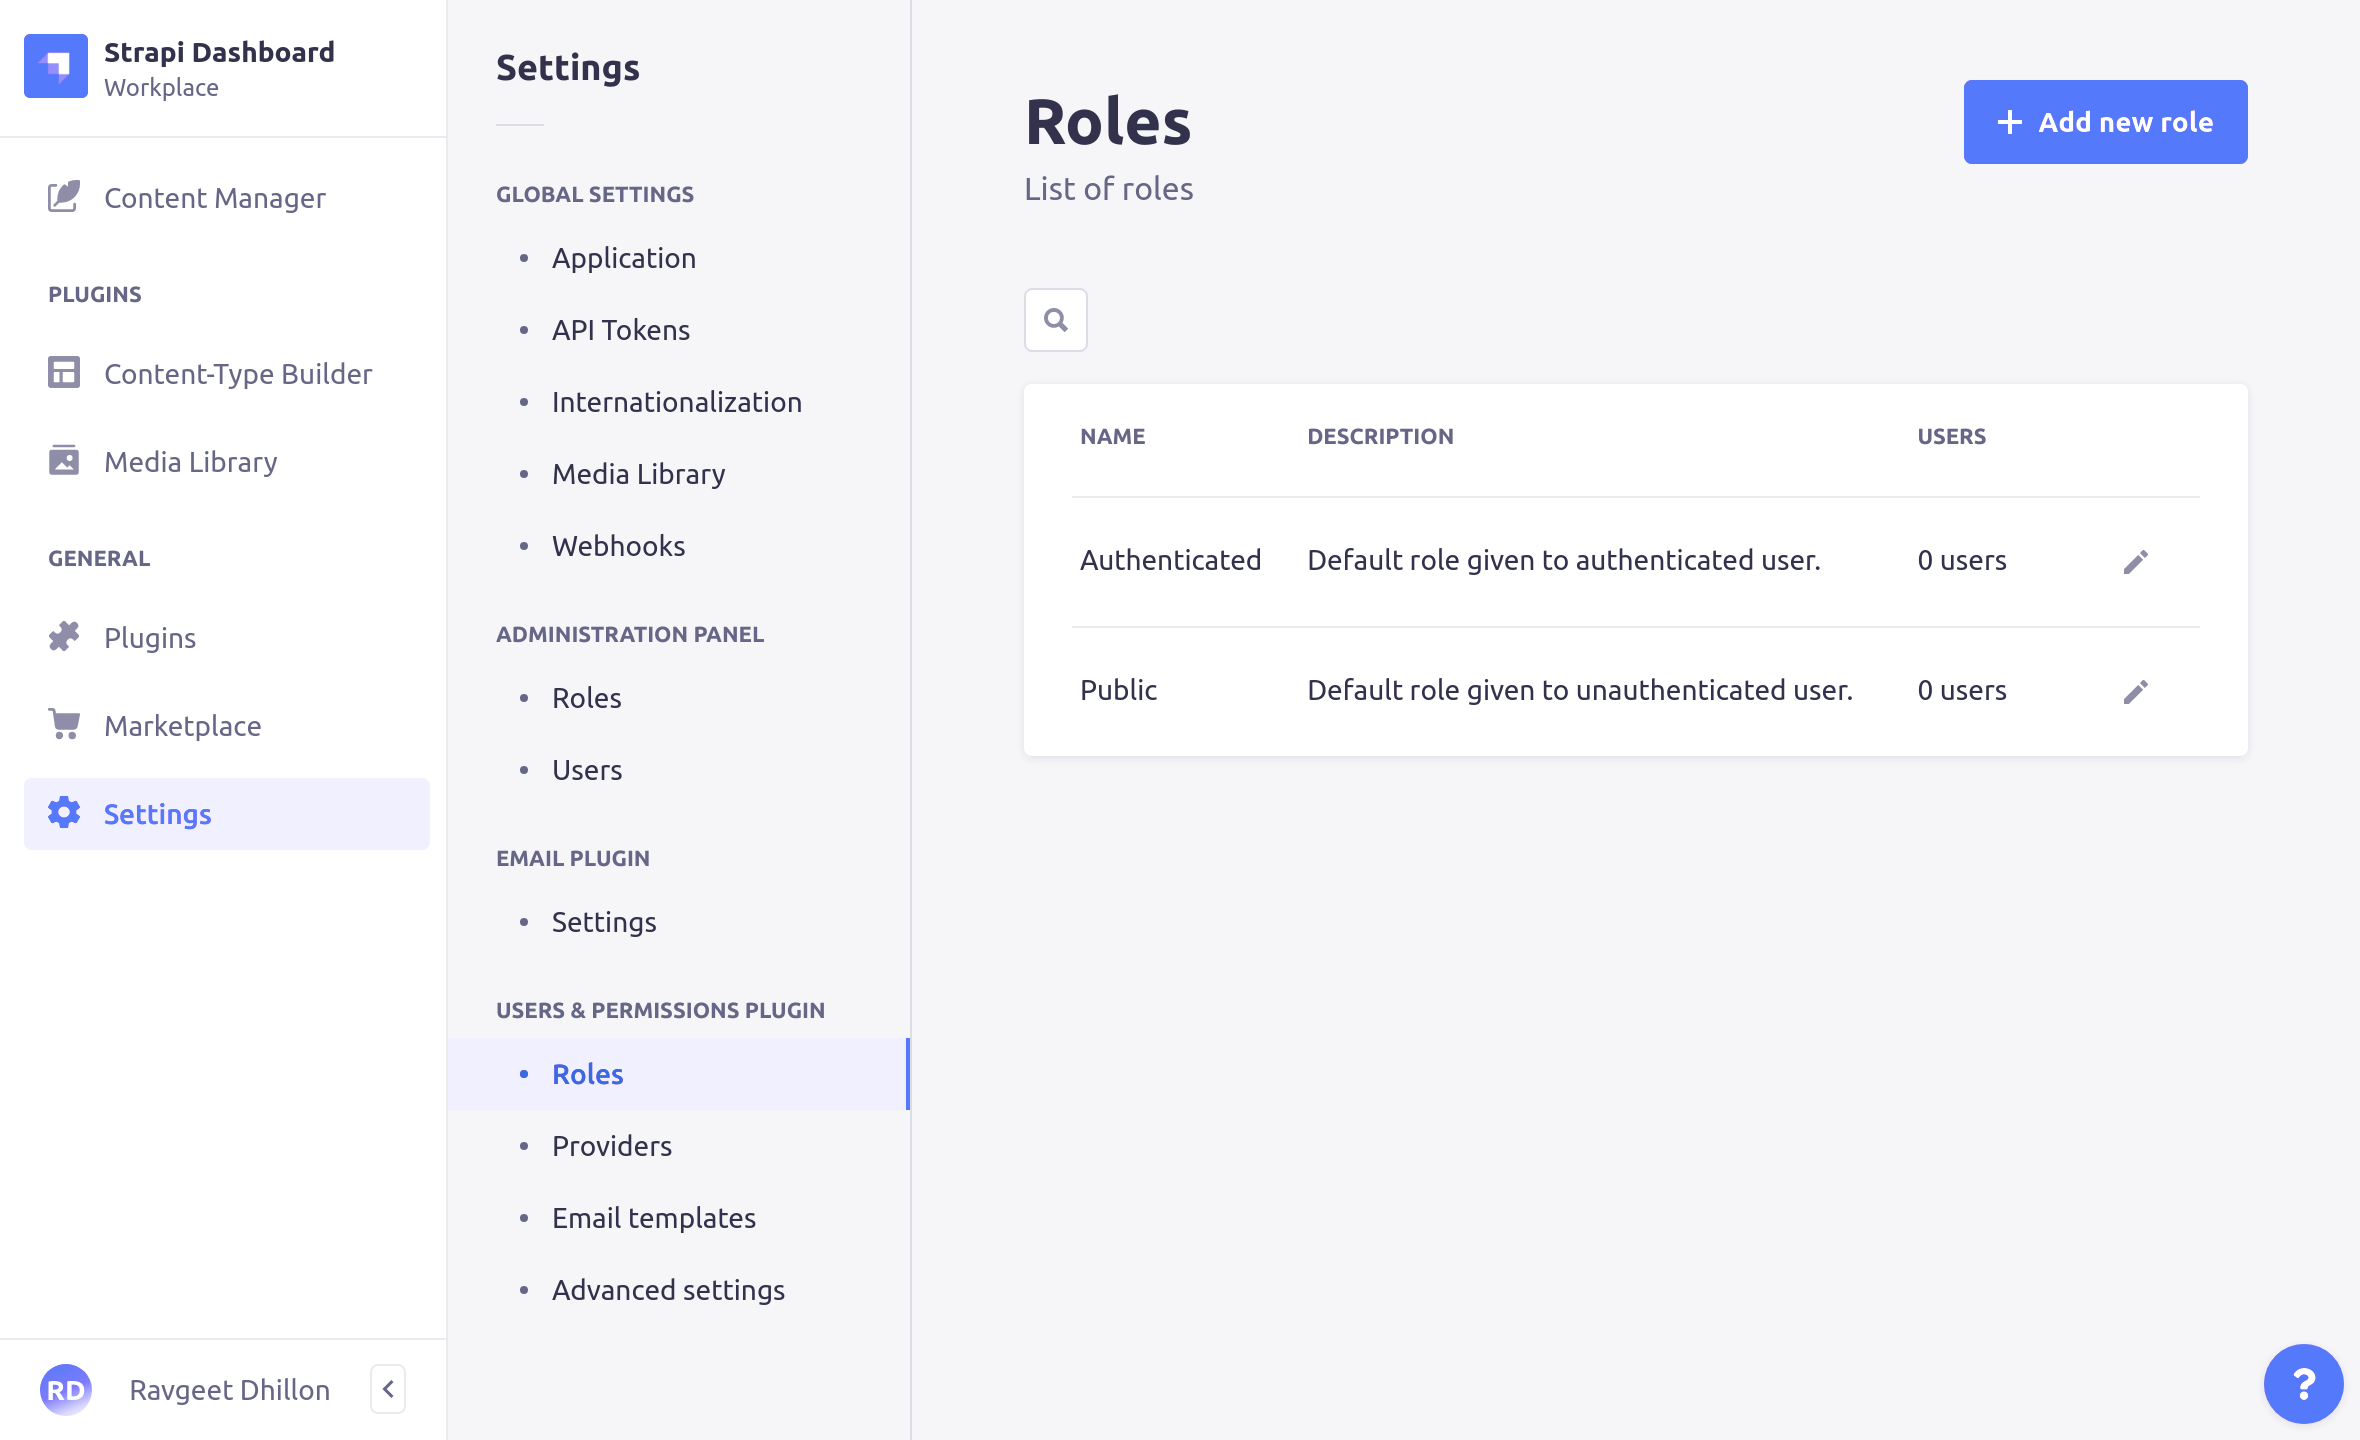 Strapi Dashboard
Workplace
Content Manager
PLUGINS
Content-Type Builder
Media Library
GENERAL
Plugins
Marketplace
Settings
RD
Ravgeet Dhillon
Settings
GLOBAL SETTINGS
Application
API Tokens
Internationalization
Media Library
Webhooks
ADMINISTRATION PANEL
Roles
Users
EMAIL PLUGIN
Settings
USERS & PERMISSIONS PLUGIN
Roles
Providers
Email templates
Advanced settings
Roles
List of roles
Add new role
NAME DESCRIPTION USERS
Authenticated Default role given to authenticated user. 0 users
Public Default role given to unauthenticated user. 0 users
?